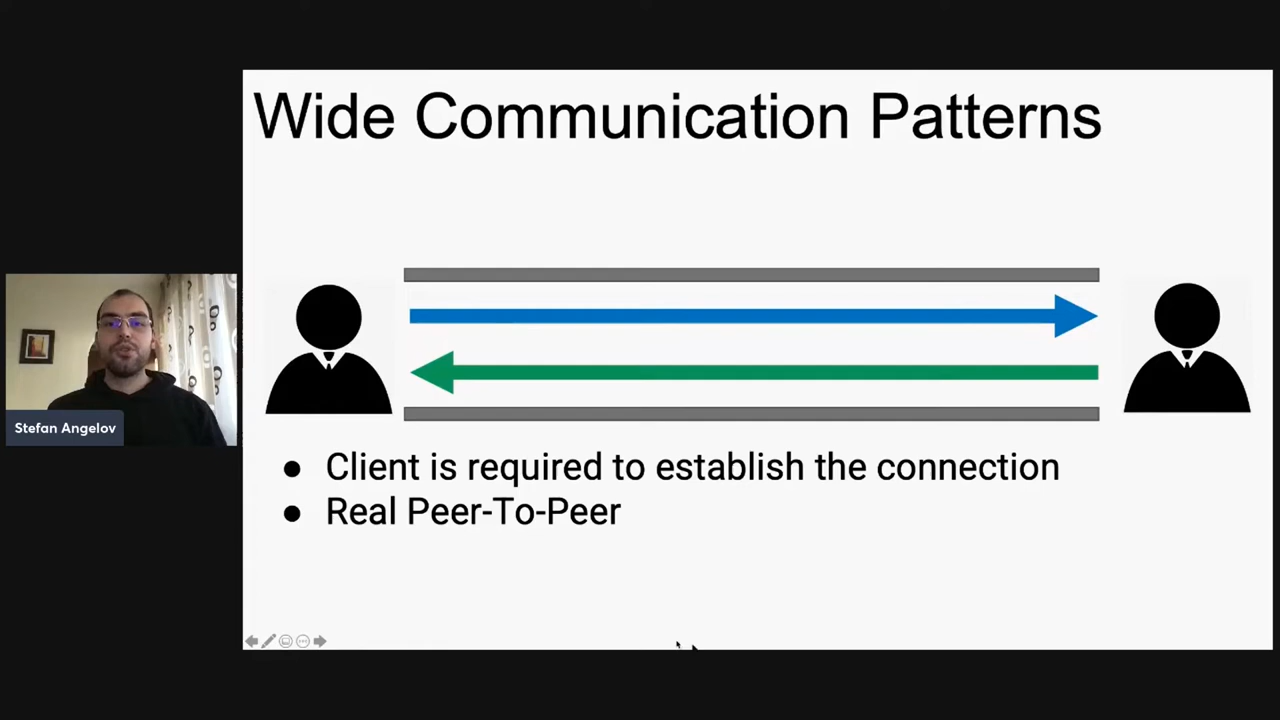 Wide Communication Patterns
Stefan Angelov
Client is required to establish the connection
Real Peer-To-Peer